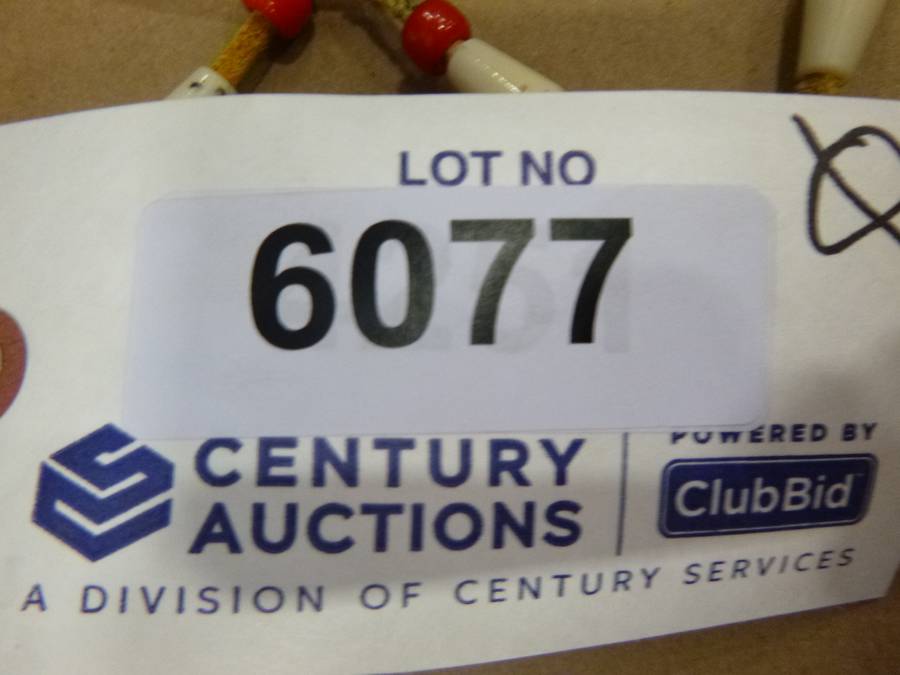 LOT NO
6077
CENTURY
AUCTIONS
POWERED BY
ClubBid
A DIVISION OF CENTURY SERVICES